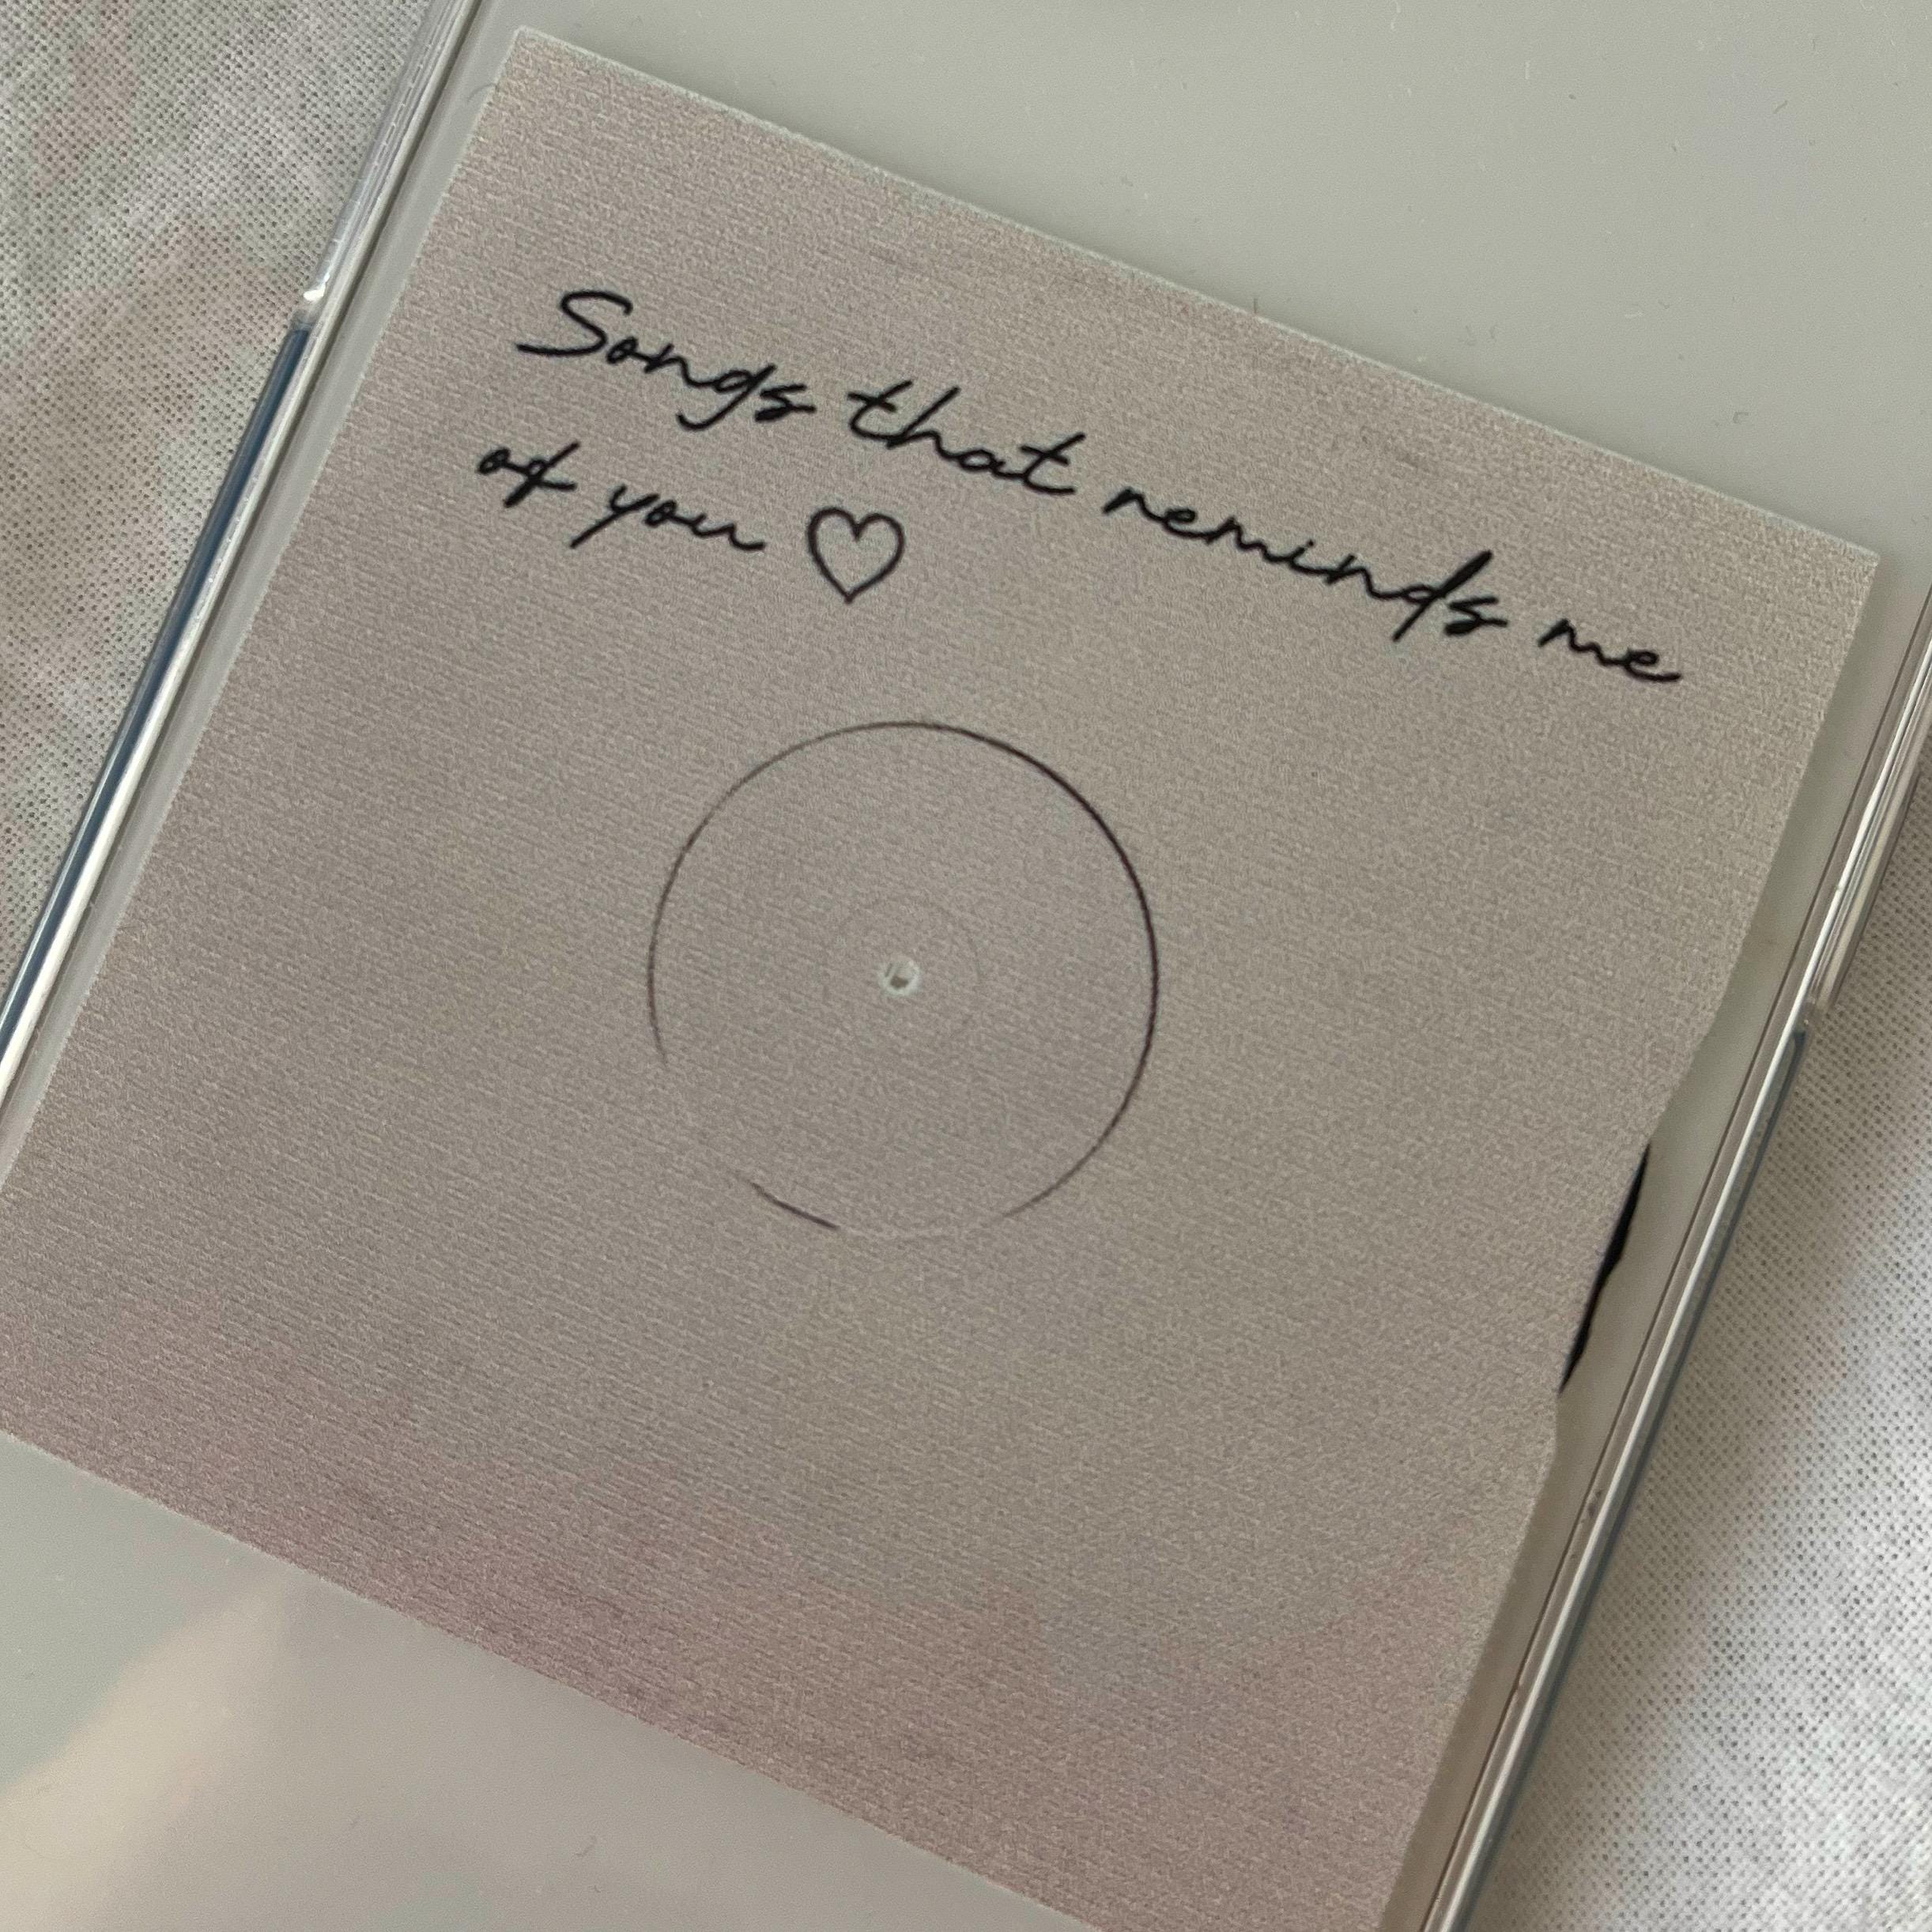 Songs that reminds me
of you ♡